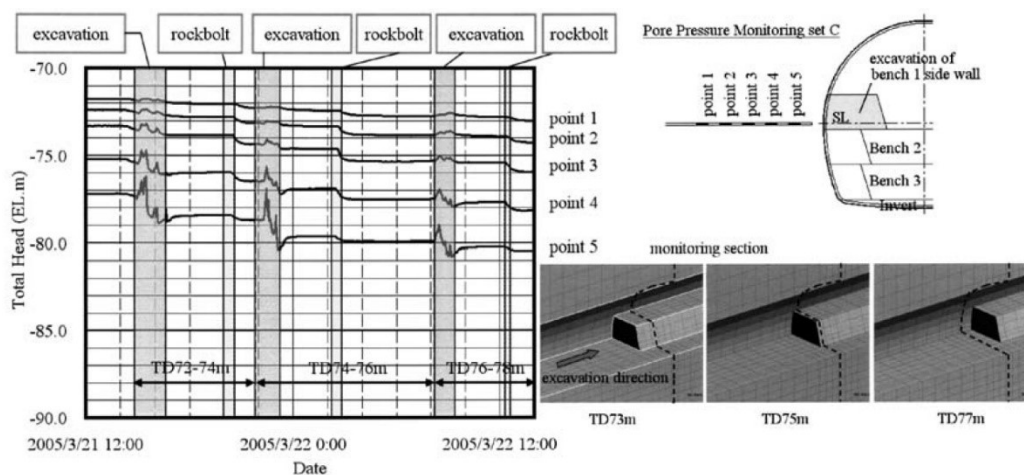 excavation
rockbolt
excavation
rockbolt
excavation
rockbolt
-70.0
-75.0
-80.0
-85.0
-90.0
Total Head (EL.m)
point 1
point 2
point 3
point 4
point 5
TD72-74m
TD74-76m
TD76-78m
2005/3/21 12:00
2005/3/22 0:00
2005/3/22 12:00
Date
Pore Pressure Monitoring set C
point 1
point 2
point 3
point 4
point 5
excavation of
bench 1 side wall
SL
Bench 2
Bench 3
Invert
monitoring section
excavation direction
TD73m
TD75m
TD77m